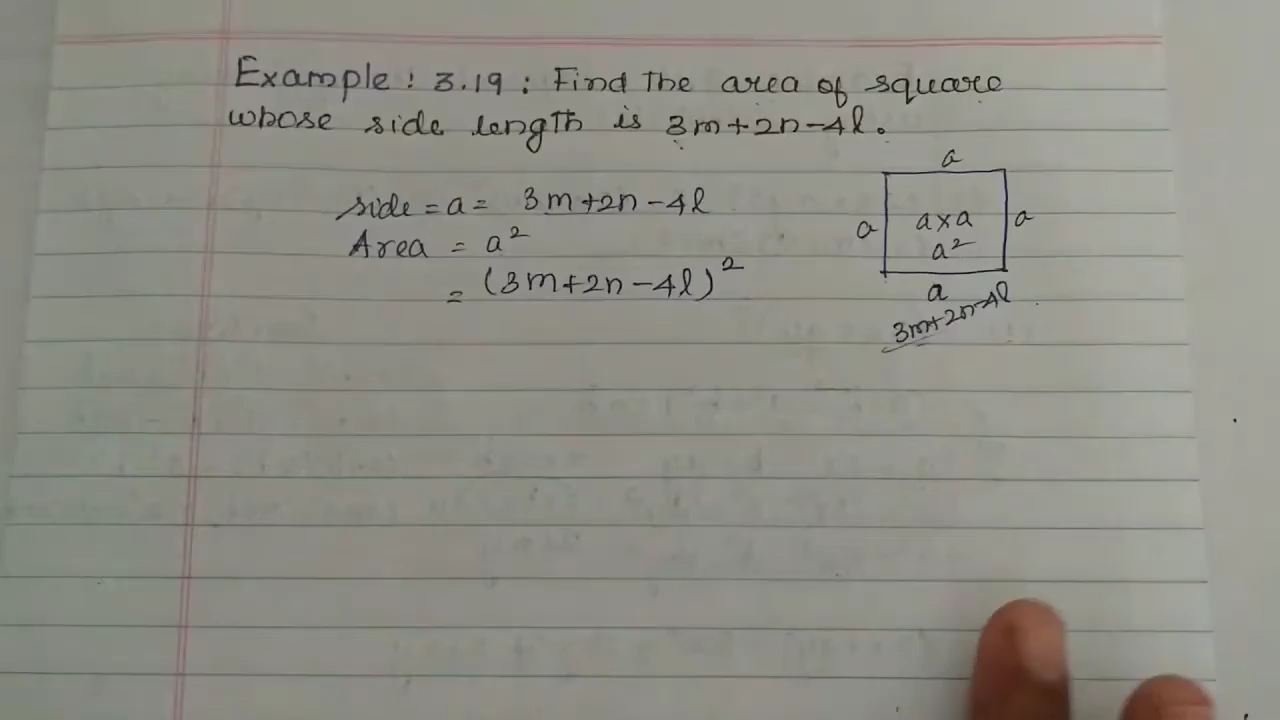 Example: 3.19: Find The area of square
whose side length is 3m+2n-4l.
side = a = 3m+2n-4l
Area = a²
= (3m+2n-4l)²
a
a
a×a
a
a²
a
3m+2n-4l